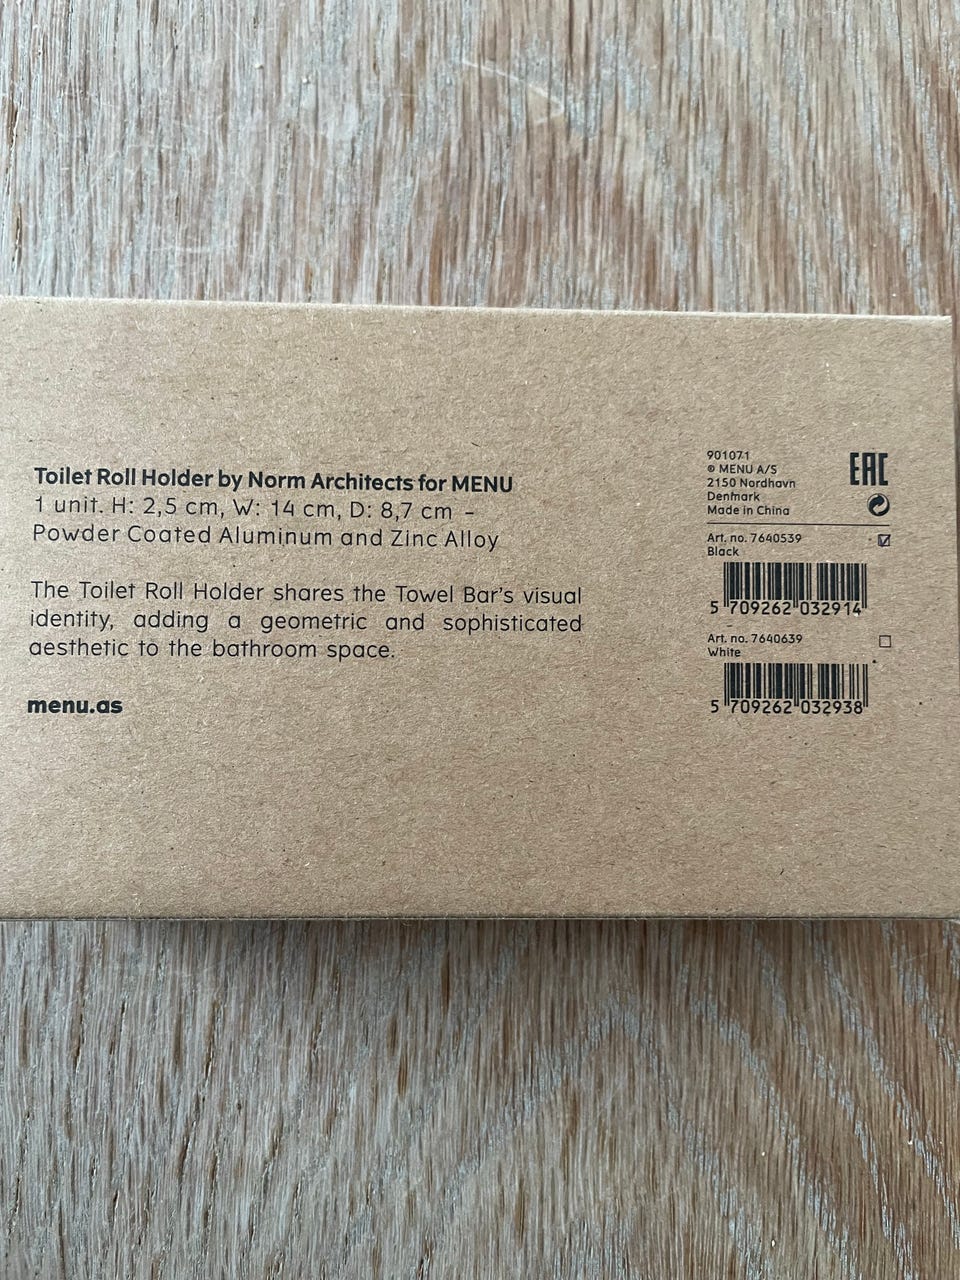 Toilet Roll Holder by Norm Architects for MENU
1 unit. H: 2,5 cm, W: 14 cm, D: 8,7 cm –
Powder Coated Aluminum and Zinc Alloy
The Toilet Roll Holder shares the Towel Bar's visual
identity, adding a geometric and sophisticated
aesthetic to the bathroom space.
menu.as
901071
® MENU A/S
2150 Nordhavn
Denmark
Made in China
EAC
Art. no. 7640539
Black
5 709262 032914
Art. no. 7640639
White
5 709262 032938